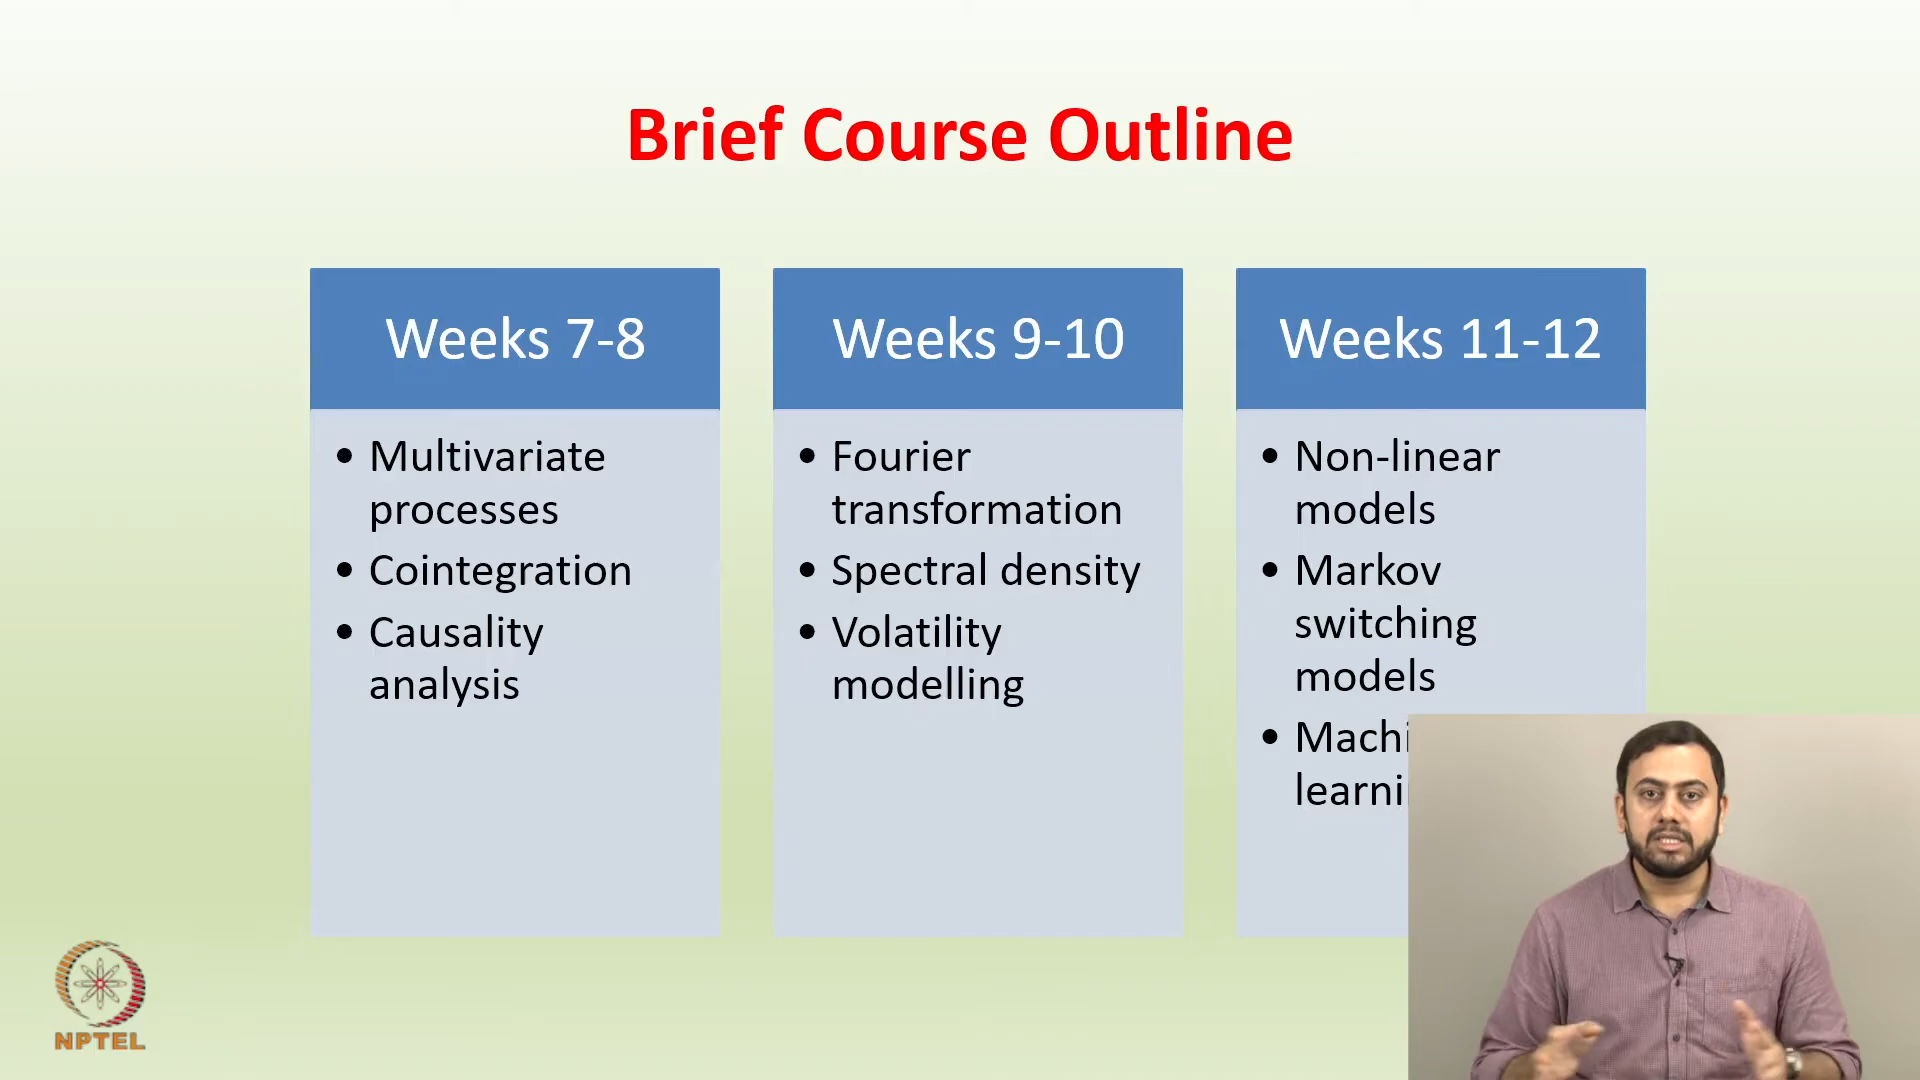 Brief Course Outline
Weeks 7-8
• Multivariate
processes
• Cointegration
• Causality
analysis
Weeks 9-10
• Fourier
transformation
• Spectral density
• Volatility
modelling
Weeks 11-12
• Non-linear
models
• Markov
switching
models
• Machi
learni
NPTEL